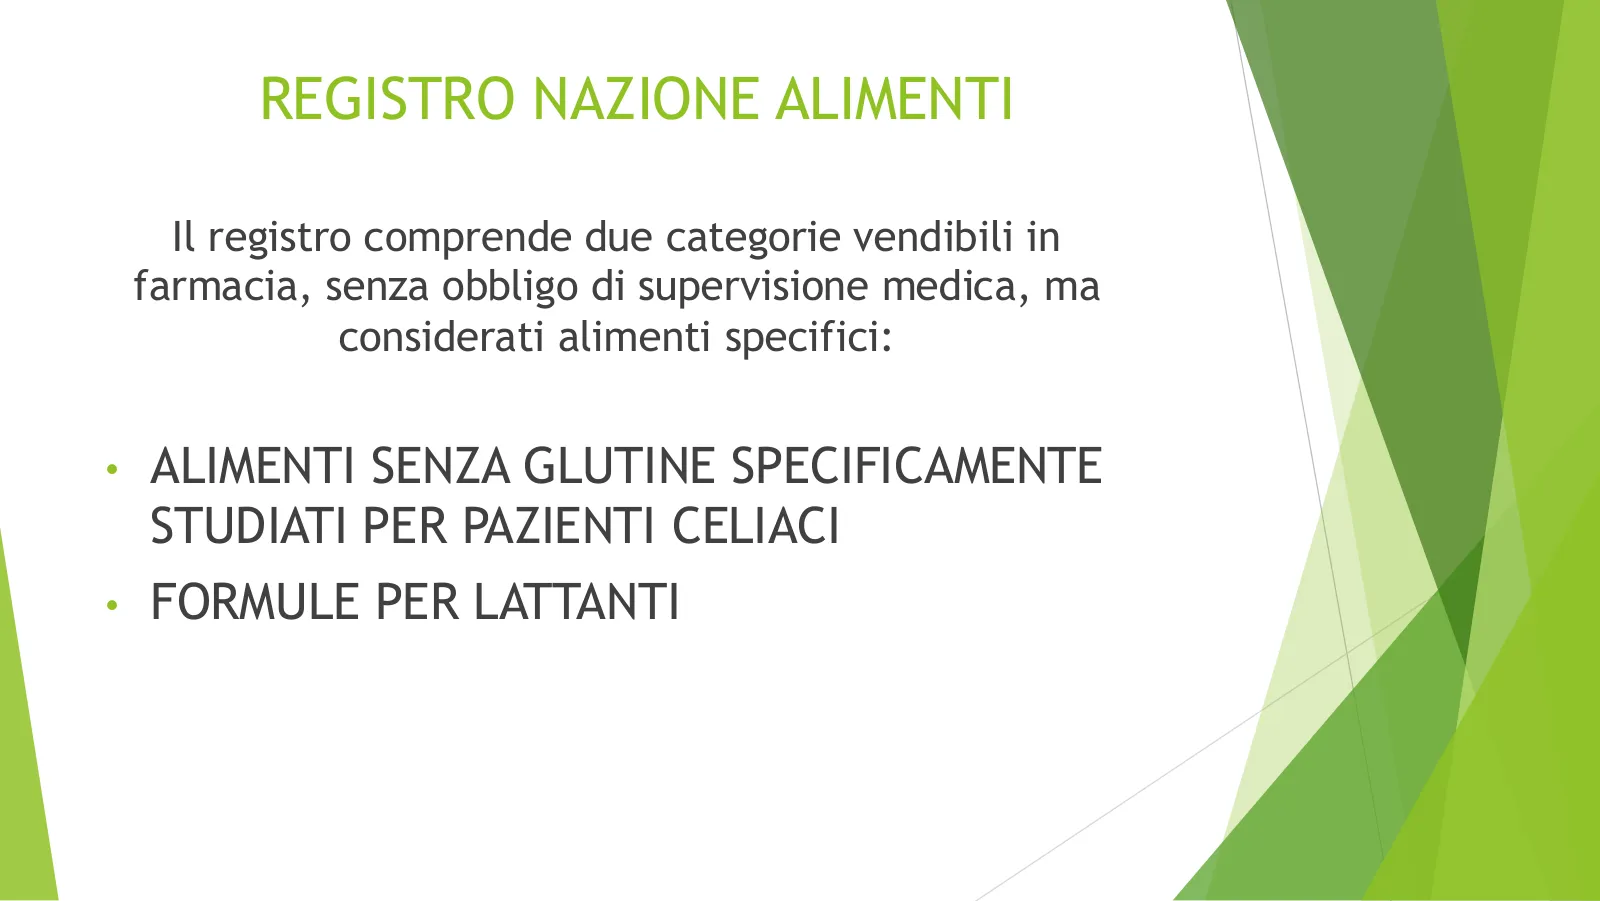 REGISTRO NAZIONE ALIMENTI
Il registro comprende due categorie vendibili in
farmacia, senza obbligo di supervisione medica, ma
considerati alimenti specifici:
• ALIMENTI SENZA GLUTINE SPECIFICAMENTE
STUDIATI PER PAZIENTI CELIACI
• FORMULE PER LATTANTI